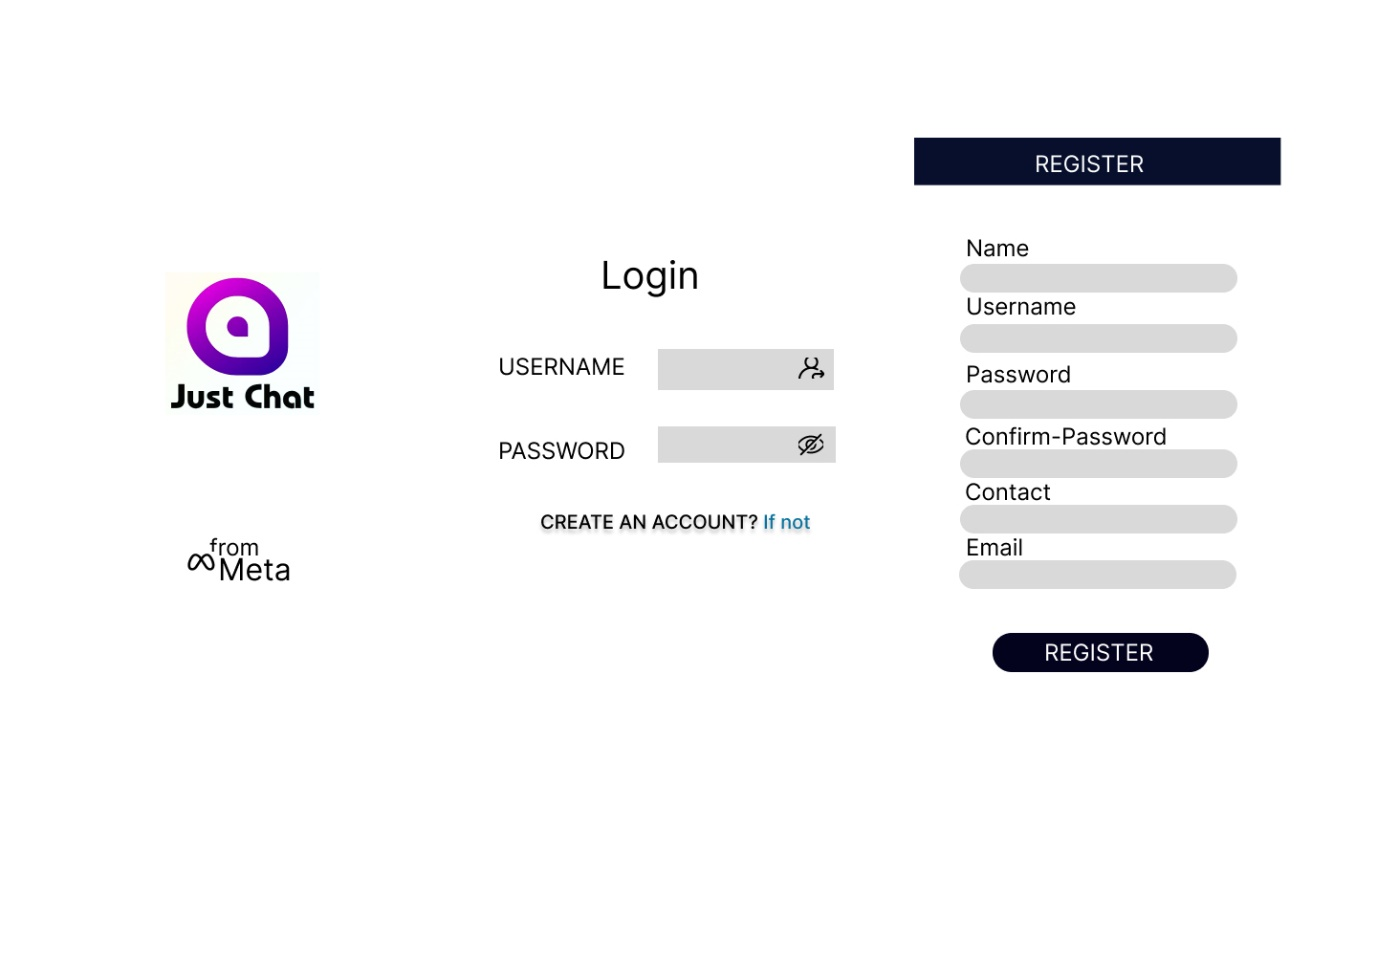 Just Chat
from
Meta
Login
USERNAME
PASSWORD
CREATE AN ACCOUNT? If not
REGISTER
Name
Username
Password
Confirm-Password
Contact
Email
REGISTER